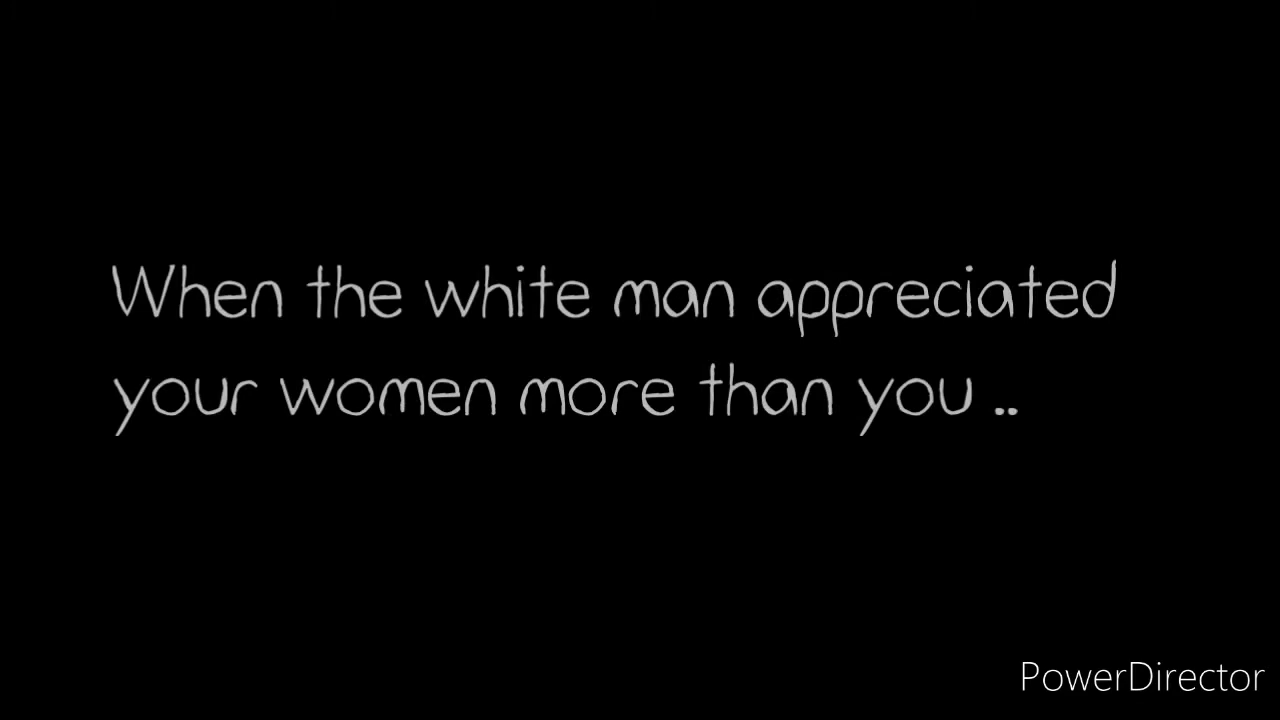 When the white man appreciated
your women more than you ..
PowerDirector